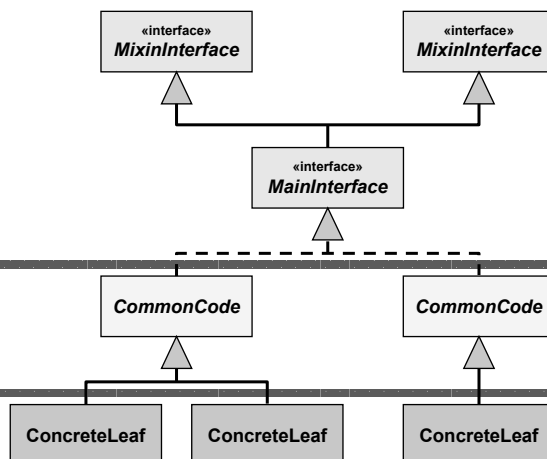 «interface»
MixinInterface
«interface»
MixinInterface
«interface»
MainInterface
CommonCode
CommonCode
ConcreteLeaf
ConcreteLeaf
ConcreteLeaf